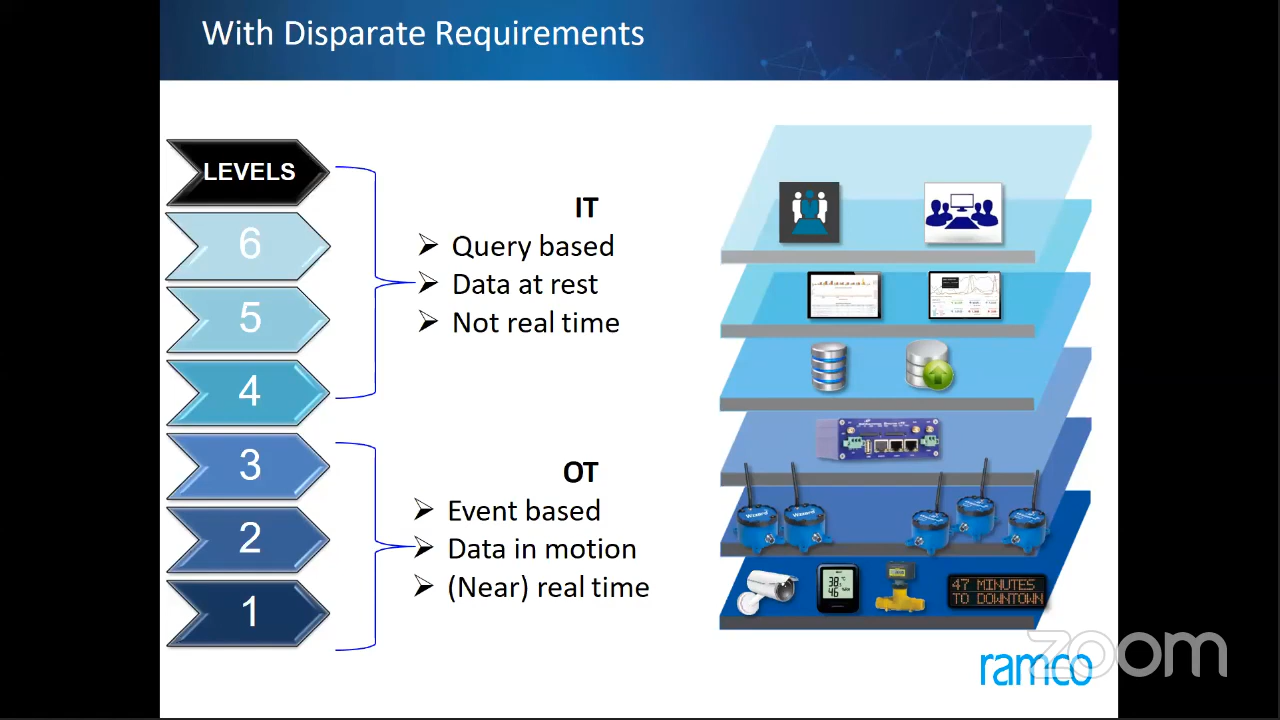 With Disparate Requirements
LEVELS
6
5
4
3
2
1
IT
Query based
Data at rest
Not real time
OT
Event based
Data in motion
(Near) real time
47 MINUTES
TO DOWNTOWN
ramco
zoom